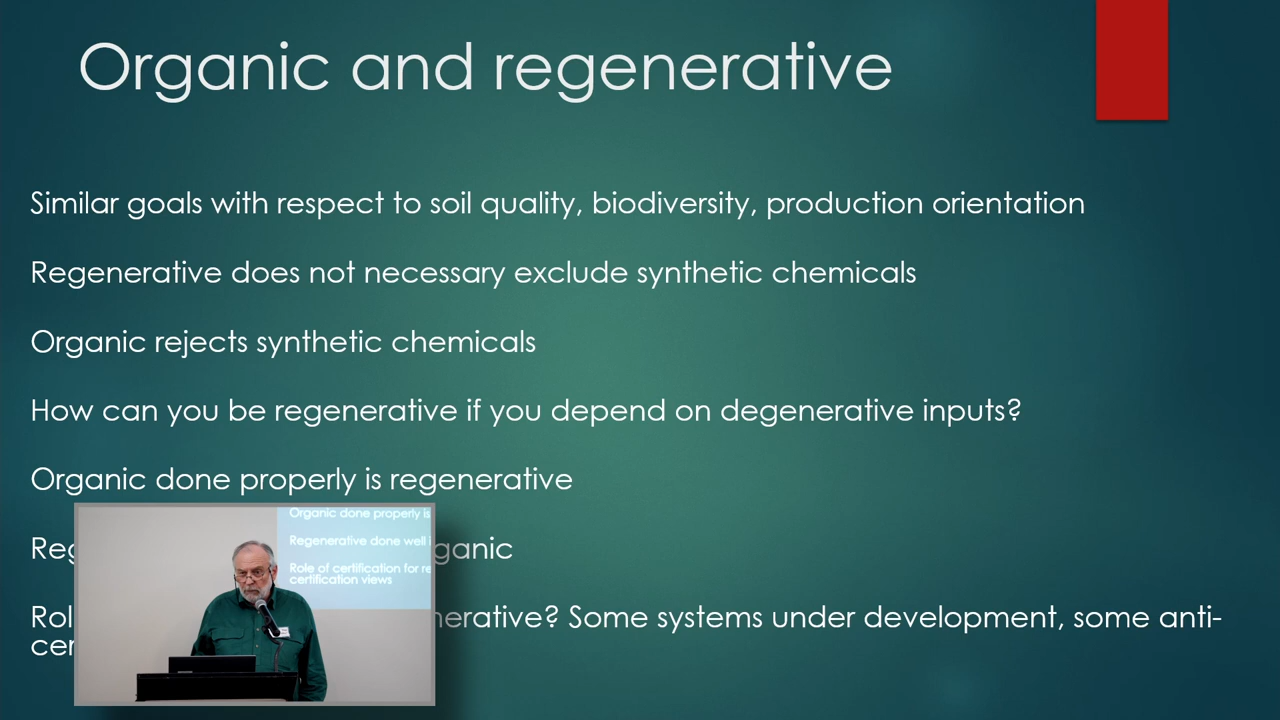 Organic and regenerative
Similar goals with respect to soil quality, biodiversity, production orientation
Regenerative does not necessary exclude synthetic chemicals
Organic rejects synthetic chemicals
How can you be regenerative if you depend on degenerative inputs?
Organic done properly is regenerative
Reg ganic
Rol nerative? Some systems under development, some anti-
cer
Organic done properly is
Regenerative done well
Role of certification for re
certification views